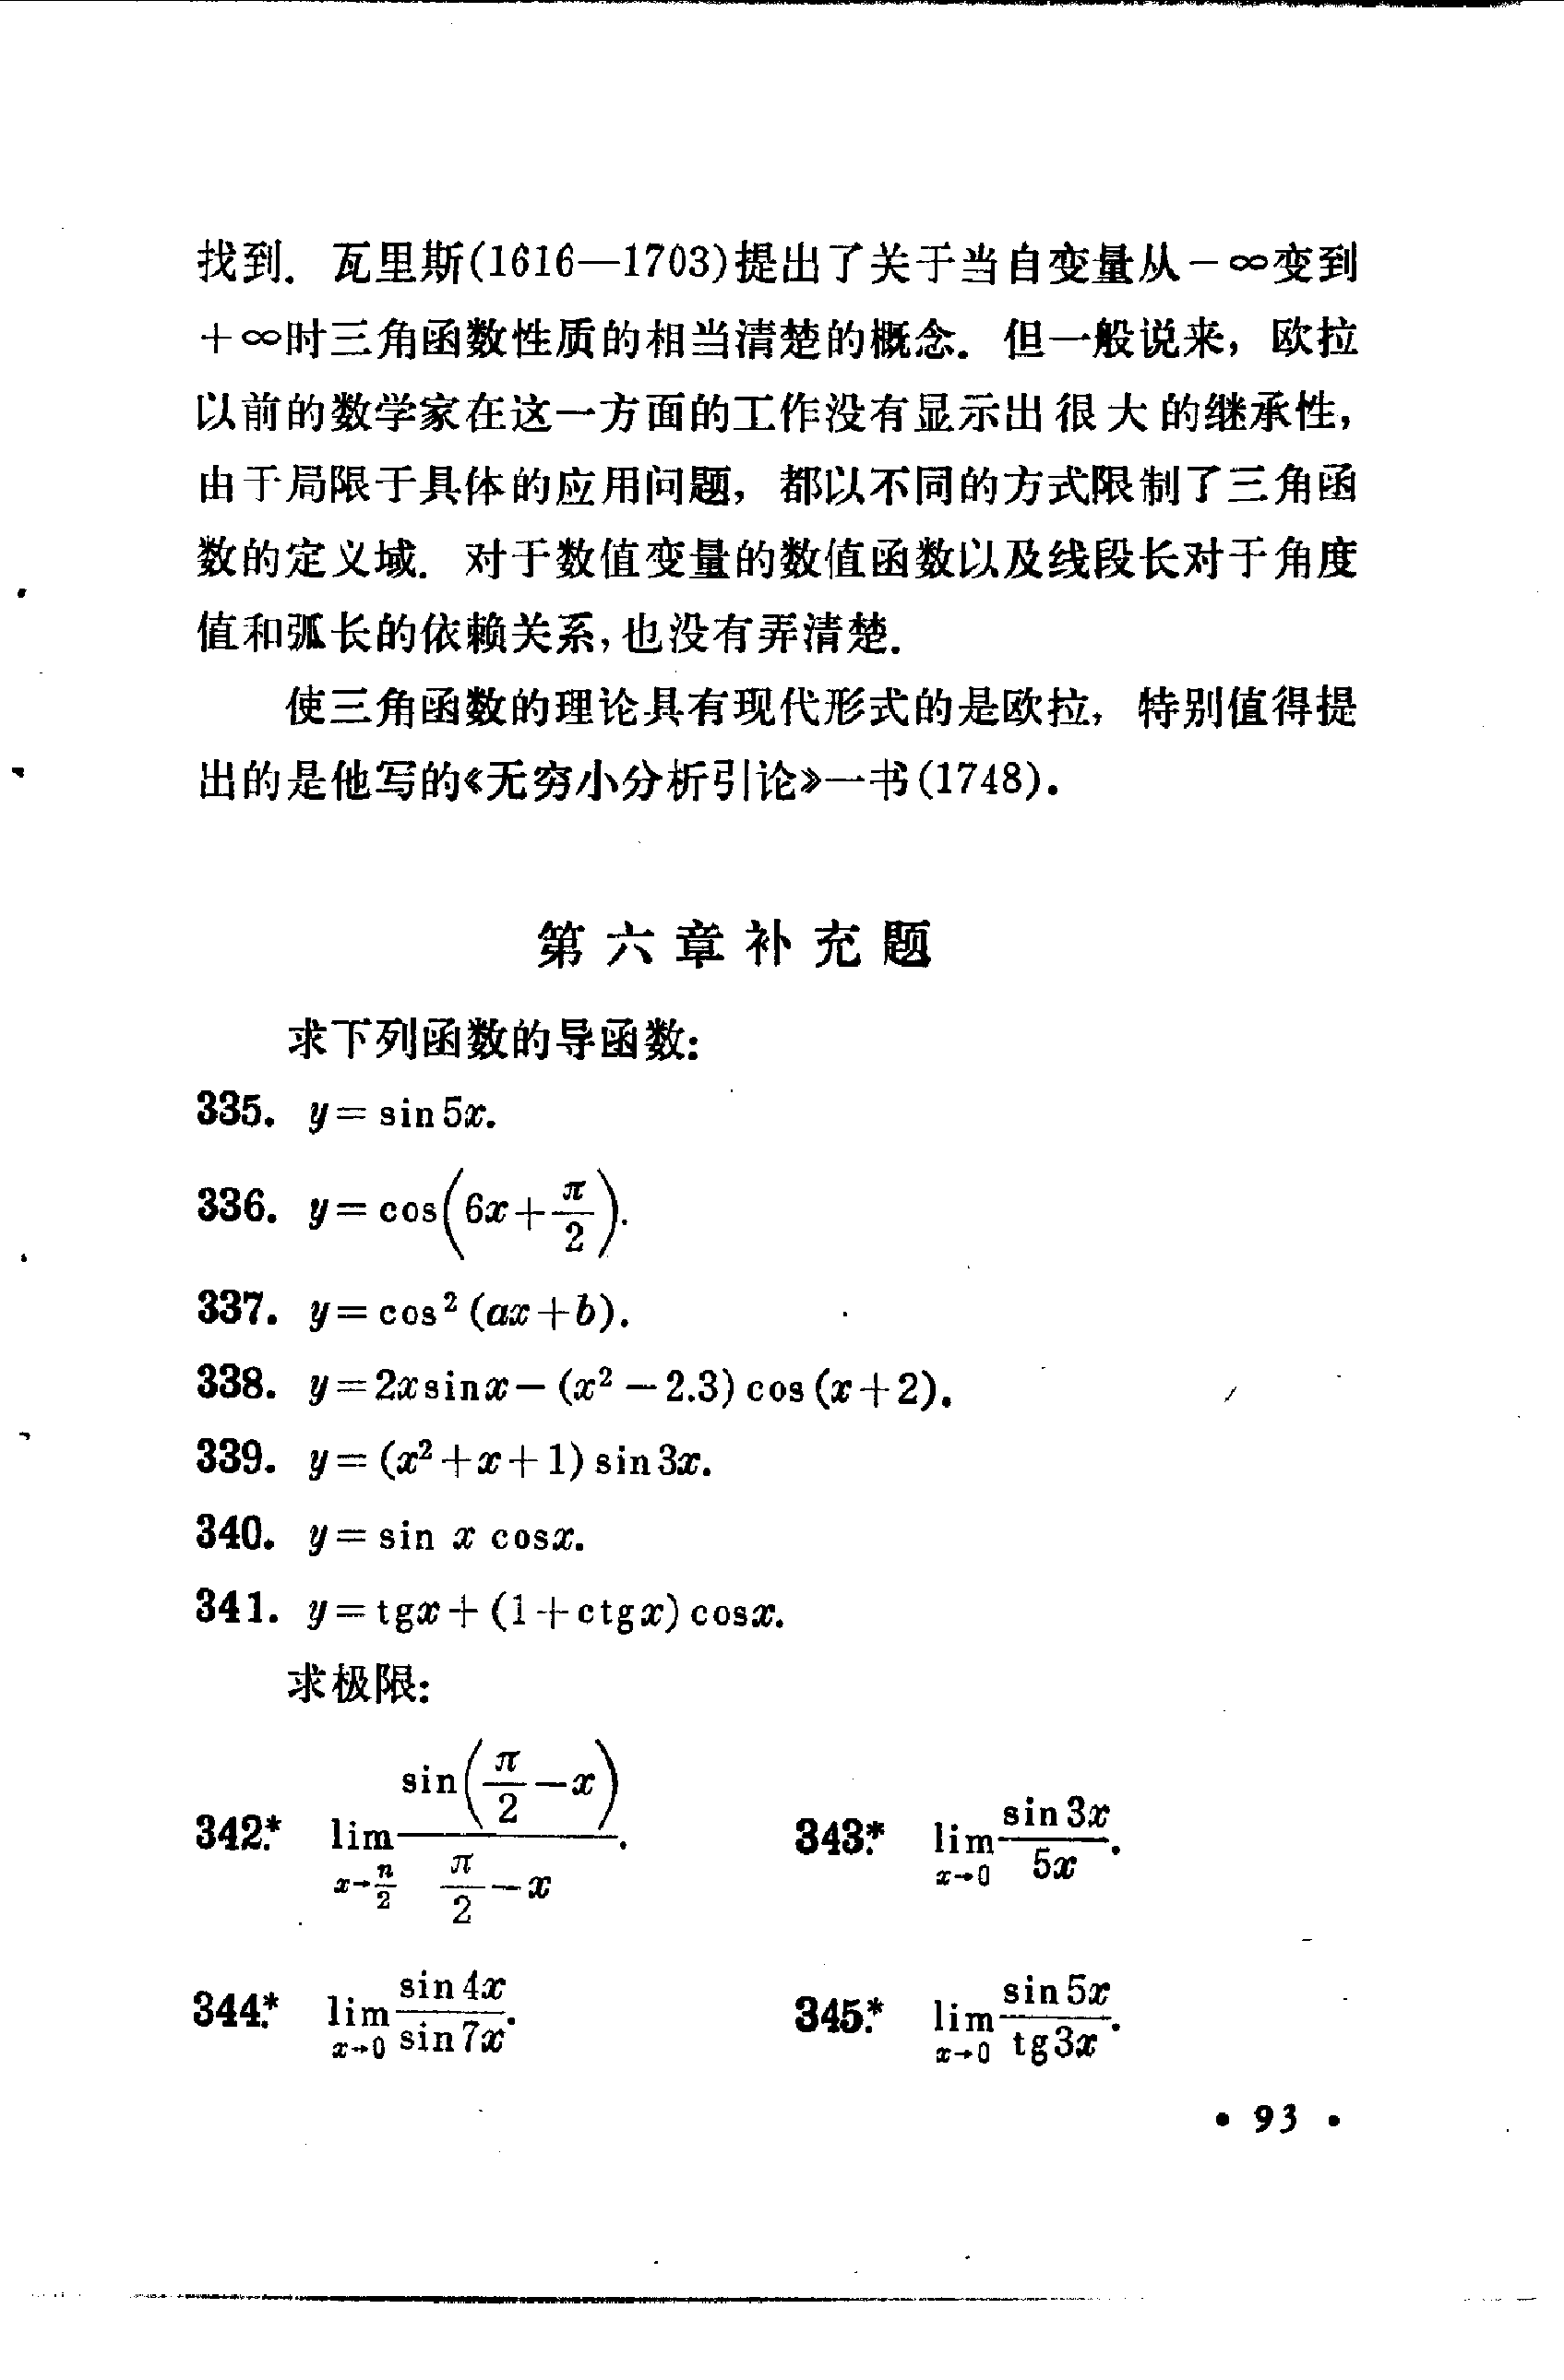 找到. 瓦里斯(1616—1703)提出了关于当自变量从－∞变到
＋∞时三角函数性质的相当清楚的概念. 但一般说来, 欧拉
以前的数学家在这一方面的工作没有显示出很大的继承性,
由于局限于具体的应用问题, 都以不同的方式限制了三角函
数的定义域. 对于数值变量的数值函数以及线段长对于角度
值和弧长的依赖关系, 也没有弄清楚.
使三角函数的理论具有现代形式的是欧拉, 特别值得提
出的是他写的《无穷小分析引论》一书(1748).
第六章补充题
求下列函数的导函数:
335. y = sin 5x.
336. y = cos(6x + π/2).
337. y = cos² (ax + b).
338. y = 2x sin x − (x² − 2.3) cos (x + 2).
339. y = (x² + x + 1) sin 3x.
340. y = sin x cos x.
341. y = tg x + (1 + ctg x) cos x.
求极限:
342.* lim x→n/2 sin(π/2 − x) / (π/2 − x).
343.* lim x→0 sin 3x / 5x.
344.* lim x→0 sin 4x / sin 7x.
345.* lim x→0 sin 5x / tg 3x.
• 93 •